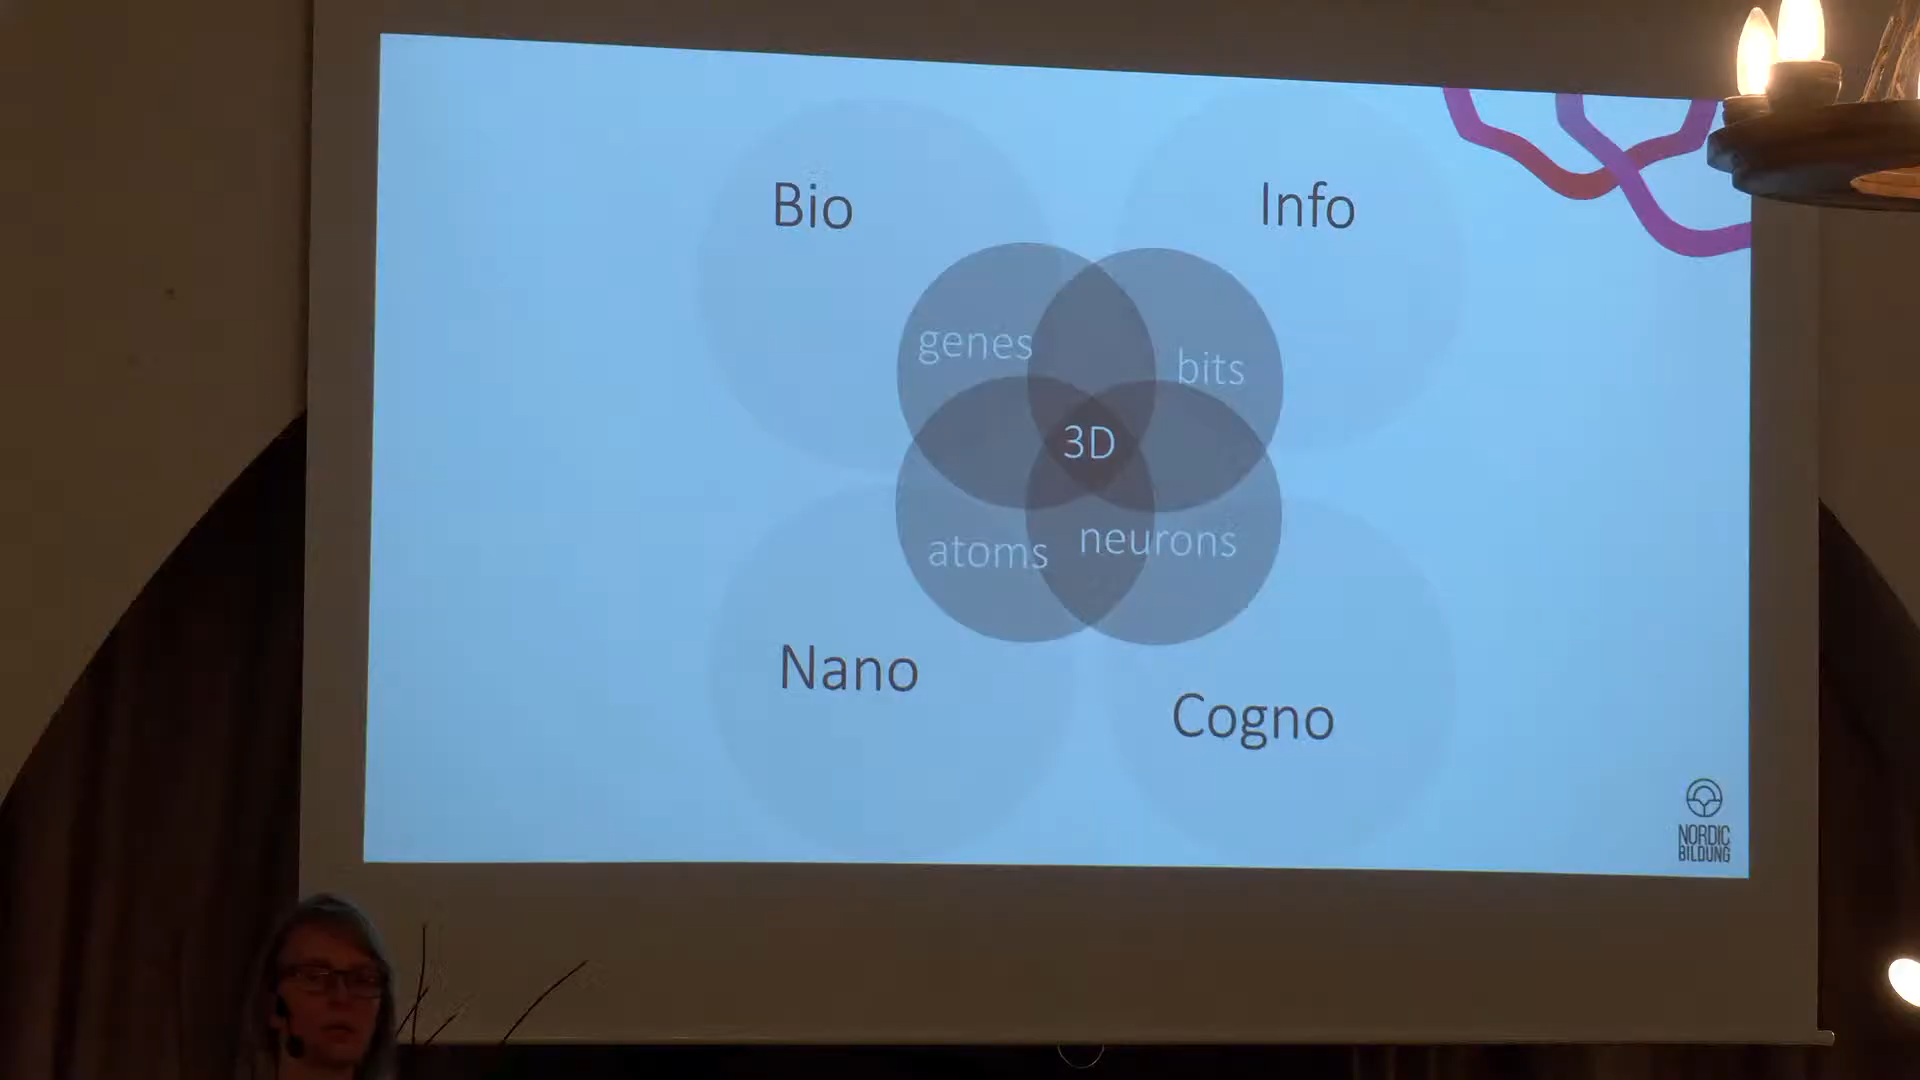 Bio
Info
genes
bits
3D
atoms
neurons
Nano
Cogno
NORDIC
BILDUNG